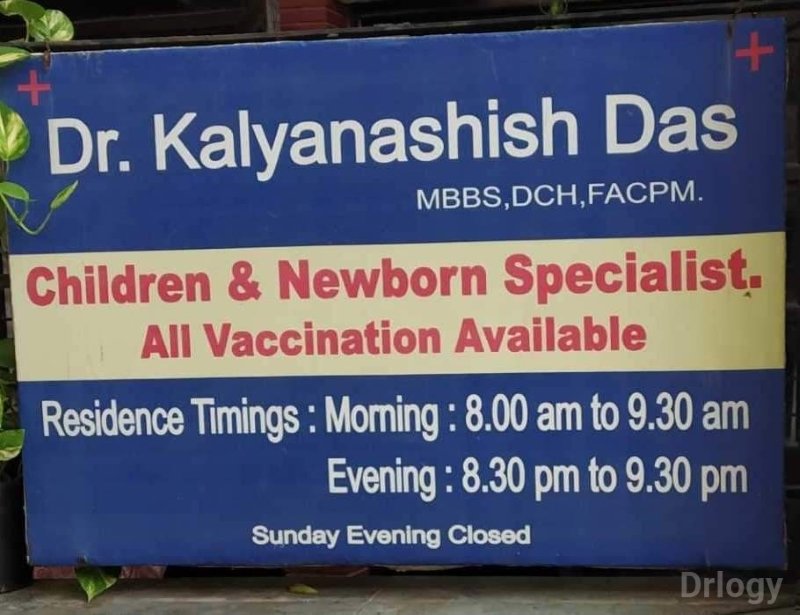 Dr. Kalyanashish Das
MBBS,DCH,FACPM.
Children & Newborn Specialist.
All Vaccination Available
Residence Timings : Morning : 8.00 am to 9.30 am
Evening : 8.30 pm to 9.30 pm
Sunday Evening Closed
Drlogy